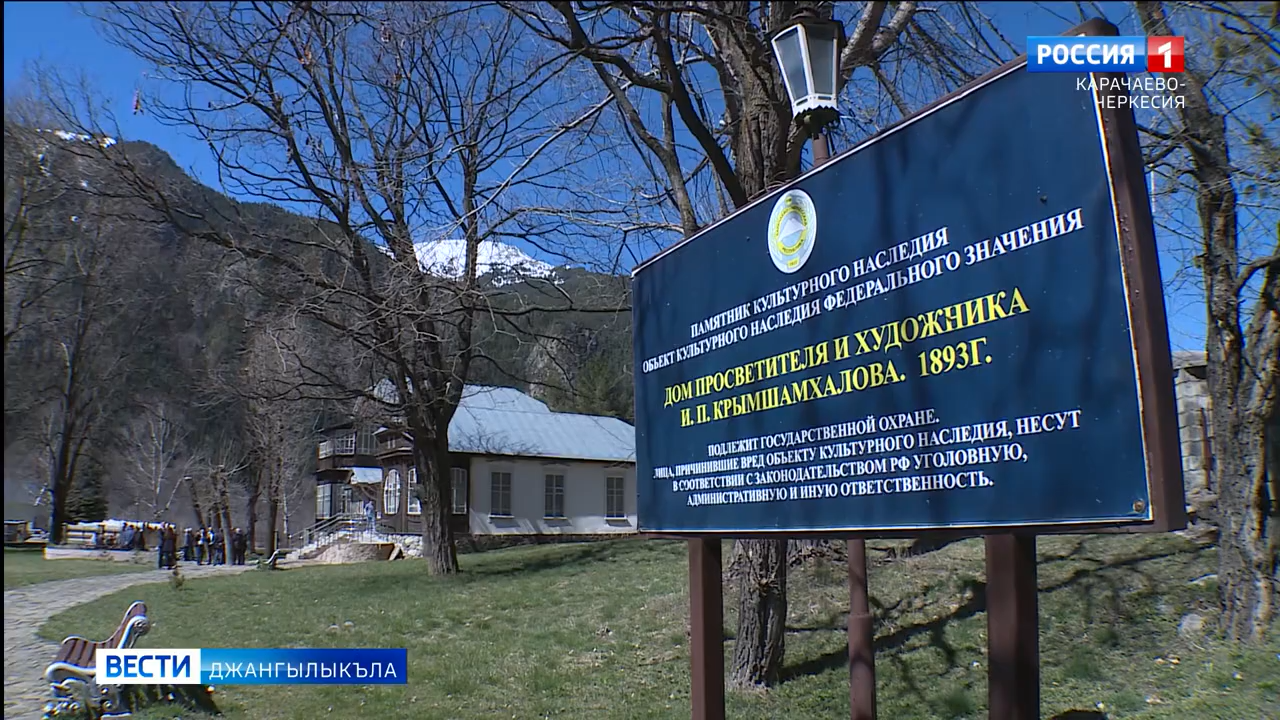 РОССИЯ 1
КАРАЧАЕВО-
ЧЕРКЕСИЯ
ПАМЯТНИК КУЛЬТУРНОГО НАСЛЕДИЯ
ОБЪЕКТ КУЛЬТУРНОГО НАСЛЕДИЯ ФЕДЕРАЛЬНОГО ЗНАЧЕНИЯ
ДОМ ПРОСВЕТИТЕЛЯ И ХУДОЖНИКА
И. П. КРЫМШАМХАЛОВА. 1893Г.
ПОДЛЕЖИТ ГОСУДАРСТВЕННОЙ ОХРАНЕ.
ЛИЦА, ПРИЧИНИВШИЕ ВРЕД ОБЪЕКТУ КУЛЬТУРНОГО НАСЛЕДИЯ, НЕСУТ
В СООТВЕТСТВИИ С ЗАКОНОДАТЕЛЬСТВОМ РФ УГОЛОВНУЮ,
АДМИНИСТРАТИВНУЮ И ИНУЮ ОТВЕТСТВЕННОСТЬ.
ВЕСТИ ДЖАНГЫЛЫКЪЛА